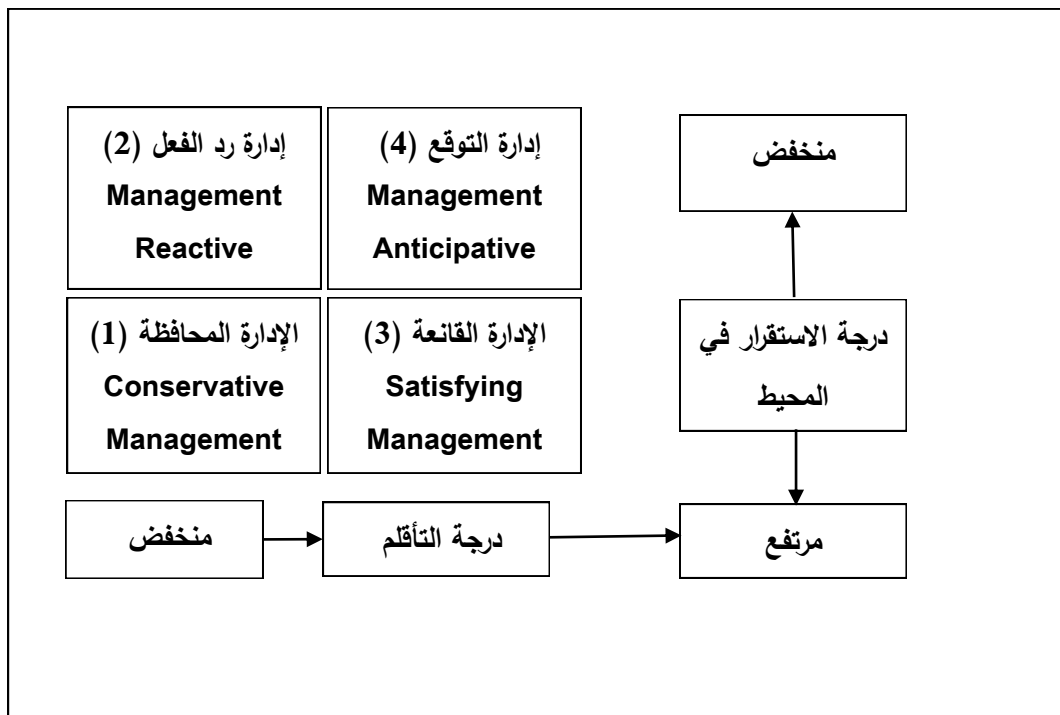 إدارة رد الفعل (2)
Management
Reactive
إدارة التوقع (4)
Management
Anticipative
منخفض
الإدارة المحافظة (1)
Conservative
Management
الإدارة القانعة (3)
Satisfying
Management
درجة الاستقرار في
المحيط
منخفض
درجة التأقلم
مرتفع